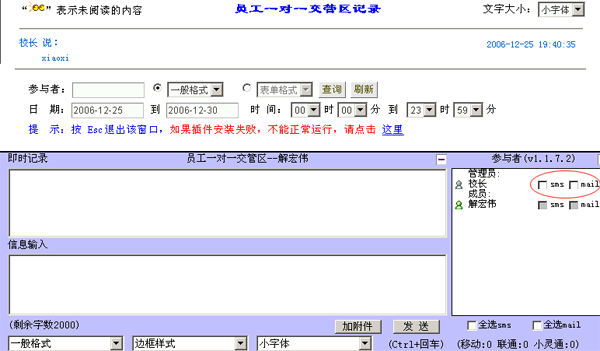 “ ”表示未阅读的内容 员工一对一交营区记录 文字大小: 小字体
校长 说: 2006-12-25 19:40:35
xiaoxi
参与者: 一般格式 表单格式 查询 刷新
日 期: 2006-12-25 到 2006-12-30 时 间: 00 时 00 分 到 23 时 59 分
提 示: 按 Esc退出该窗口, 如果插件安装失败, 不能正常运行, 请点击 这里
即时记录 员工一对一交管区--解宏伟 参与者(v1.1.7.2)
管理员:
校长 sms mail
成员:
解宏伟 sms mail
信息输入
(剩余字数2000) 加附件 发 送 全选sms 全选mail
一般格式 边框样式 小字体 (Ctrl+回车) (移动:0 联通:0 小灵通:0)